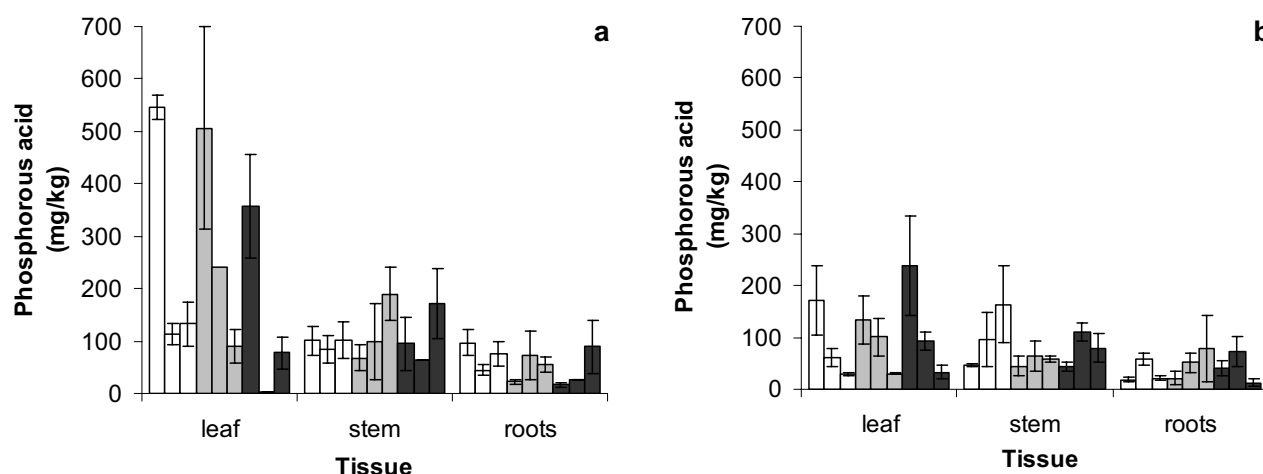 a
Phosphorous acid
(mg/kg)
700
600
500
400
300
200
100
0
leaf stem roots
Tissue
b
Phosphorous acid
(mg/kg)
700
600
500
400
300
200
100
0
leaf stem roots
Tissue